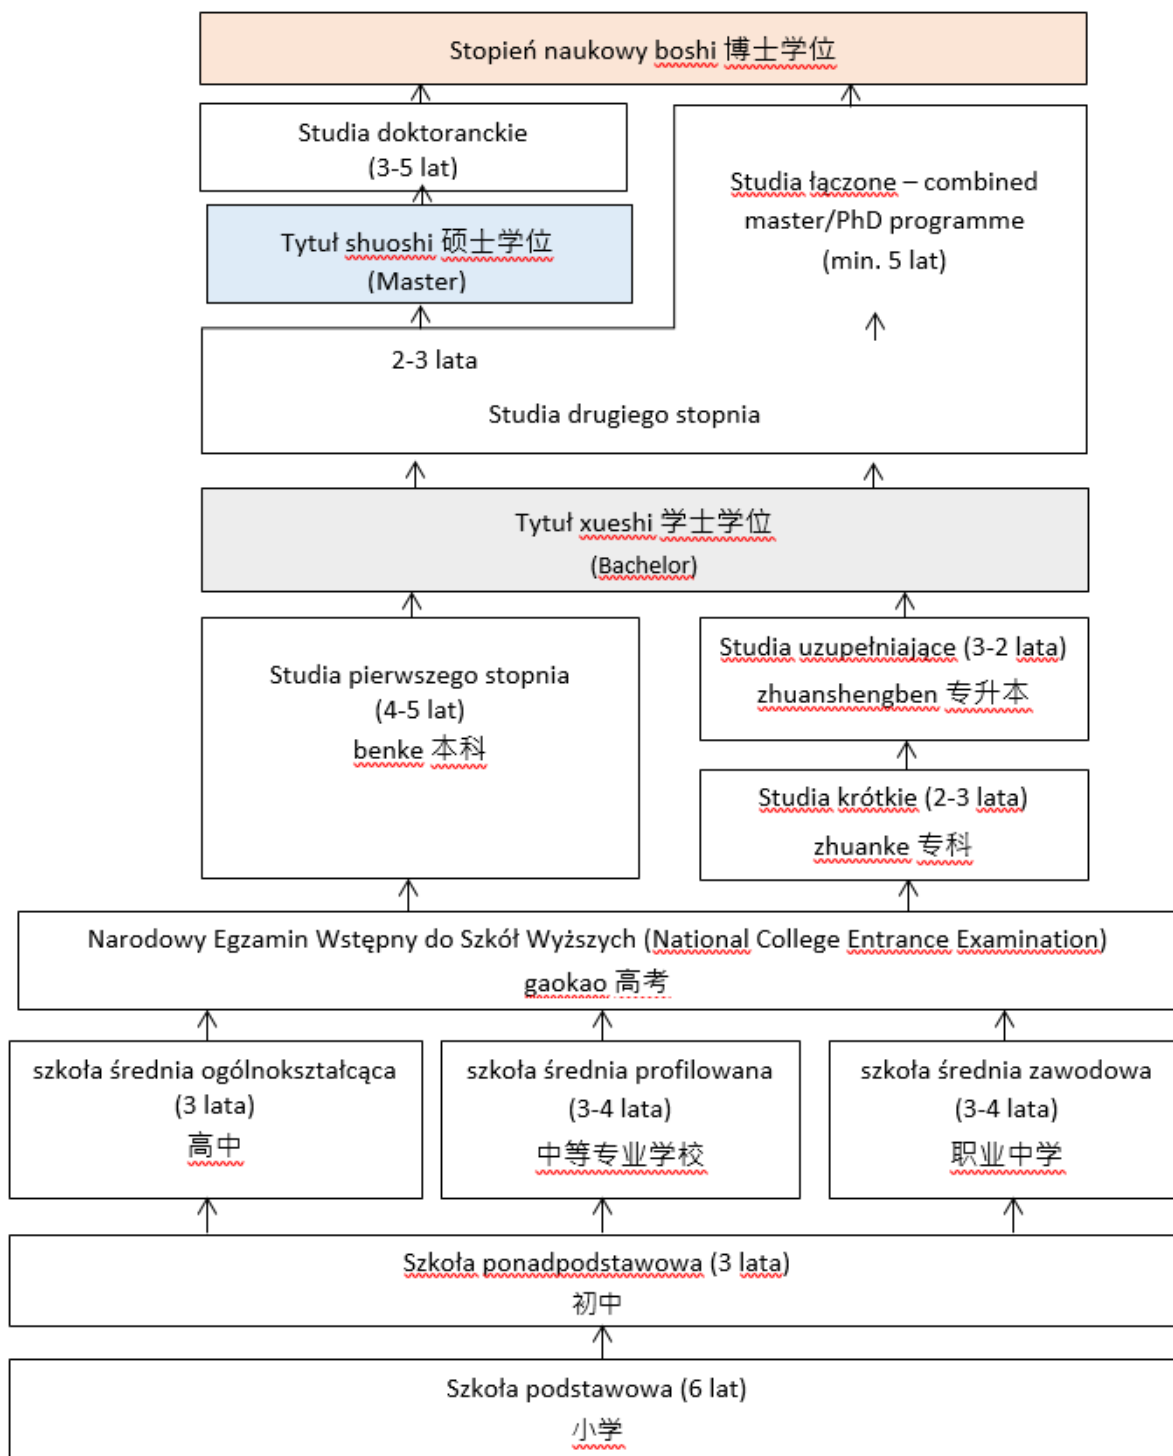 Stopień naukowy boshi 博士学位
Studia doktoranckie
(3-5 lat)
Studia łączone – combined
master/PhD programme
(min. 5 lat)
Tytuł shuoshi 硕士学位
(Master)
2-3 lata
Studia drugiego stopnia
Tytuł xueshi 学士学位
(Bachelor)
Studia pierwszego stopnia
(4-5 lat)
benke 本科
Studia uzupełniające (3-2 lata)
zhuanshengben 专升本
Studia krótkie (2-3 lata)
zhuanke 专科
Narodowy Egzamin Wstępny do Szkół Wyższych (National College Entrance Examination)
gaokao 高考
szkoła średnia ogólnokształcąca
(3 lata)
高中
szkoła średnia profilowana
(3-4 lata)
中等专业学校
szkoła średnia zawodowa
(3-4 lata)
职业中学
Szkoła ponadpodstawowa (3 lata)
初中
Szkoła podstawowa (6 lat)
小学